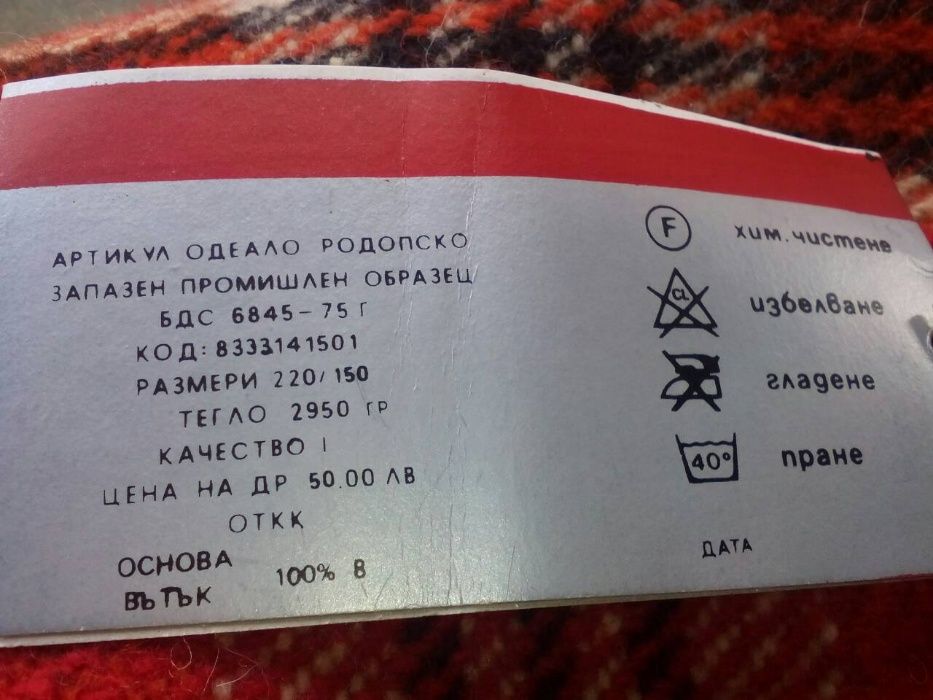 АРТИКУЛ ОДЕАЛО РОДОПСКО
ЗАПАЗЕН ПРОМИШЛЕН ОБРАЗЕЦ
БДС 6845-75 Г
КОД: 8333141501
РАЗМЕРИ 220/150
ТЕГЛО 2950 ГР
КАЧЕСТВО I
ЦЕНА НА ДР 50.00 ЛВ
ОТКК
ОСНОВА
ВЪТЪК 100% В
F хим. чистене
CL избелване
гладене
40° пране
ДАТА